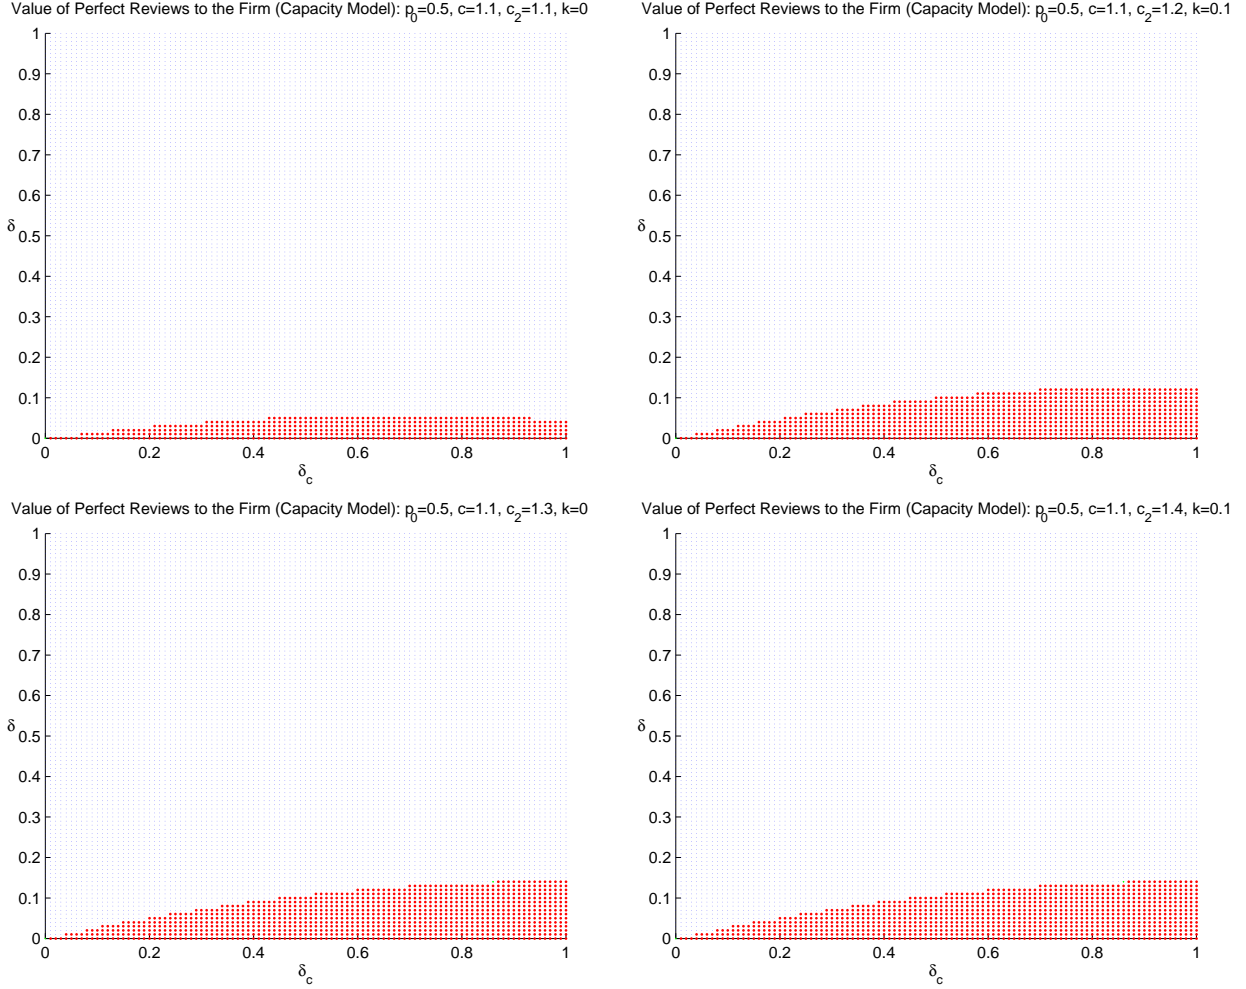 Value of Perfect Reviews to the Firm (Capacity Model): p0=0.5, c=1.1, c2=1.1, k=0
1
0.9
0.8
0.7
0.6
0.5
0.4
0.3
0.2
0.1
0
δ
0 0.2 0.4 0.6 0.8 1
δc
Value of Perfect Reviews to the Firm (Capacity Model): p0=0.5, c=1.1, c2=1.2, k=0.1
1
0.9
0.8
0.7
0.6
0.5
0.4
0.3
0.2
0.1
0
δ
0 0.2 0.4 0.6 0.8 1
δc
Value of Perfect Reviews to the Firm (Capacity Model): p0=0.5, c=1.1, c2=1.3, k=0
1
0.9
0.8
0.7
0.6
0.5
0.4
0.3
0.2
0.1
0
δ
0 0.2 0.4 0.6 0.8 1
δc
Value of Perfect Reviews to the Firm (Capacity Model): p0=0.5, c=1.1, c2=1.4, k=0.1
1
0.9
0.8
0.7
0.6
0.5
0.4
0.3
0.2
0.1
0
δ
0 0.2 0.4 0.6 0.8 1
δc